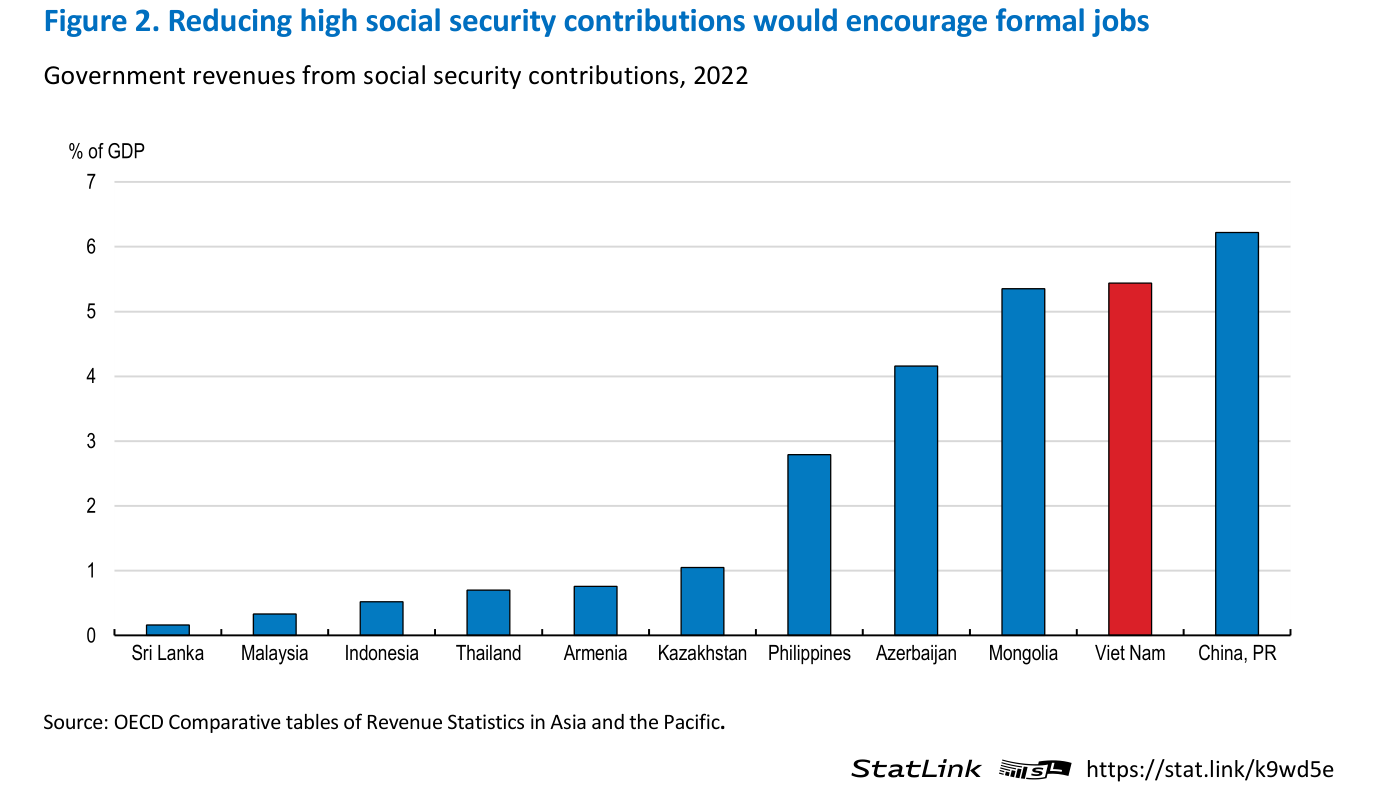 Figure 2. Reducing high social security contributions would encourage formal jobs
Government revenues from social security contributions, 2022
% of GDP
7
6
5
4
3
2
1
0
Sri Lanka Malaysia Indonesia Thailand Armenia Kazakhstan Philippines Azerbaijan Mongolia Viet Nam China, PR
Source: OECD Comparative tables of Revenue Statistics in Asia and the Pacific.
StatLink SL https://stat.link/k9wd5e